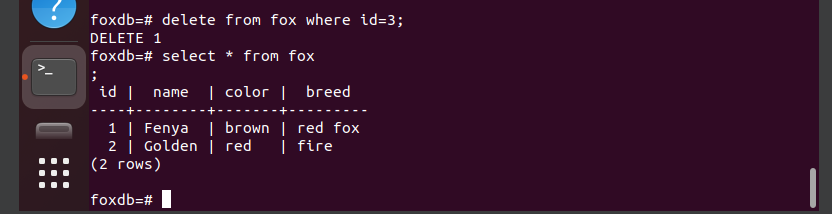 foxdb=# delete from fox where id=3;
DELETE 1
foxdb=# select * from fox
;
 id |  name  | color |  breed
----+--------+-------+---------
  1 | Fenya  | brown | red fox
  2 | Golden | red   | fire
(2 rows)

foxdb=#